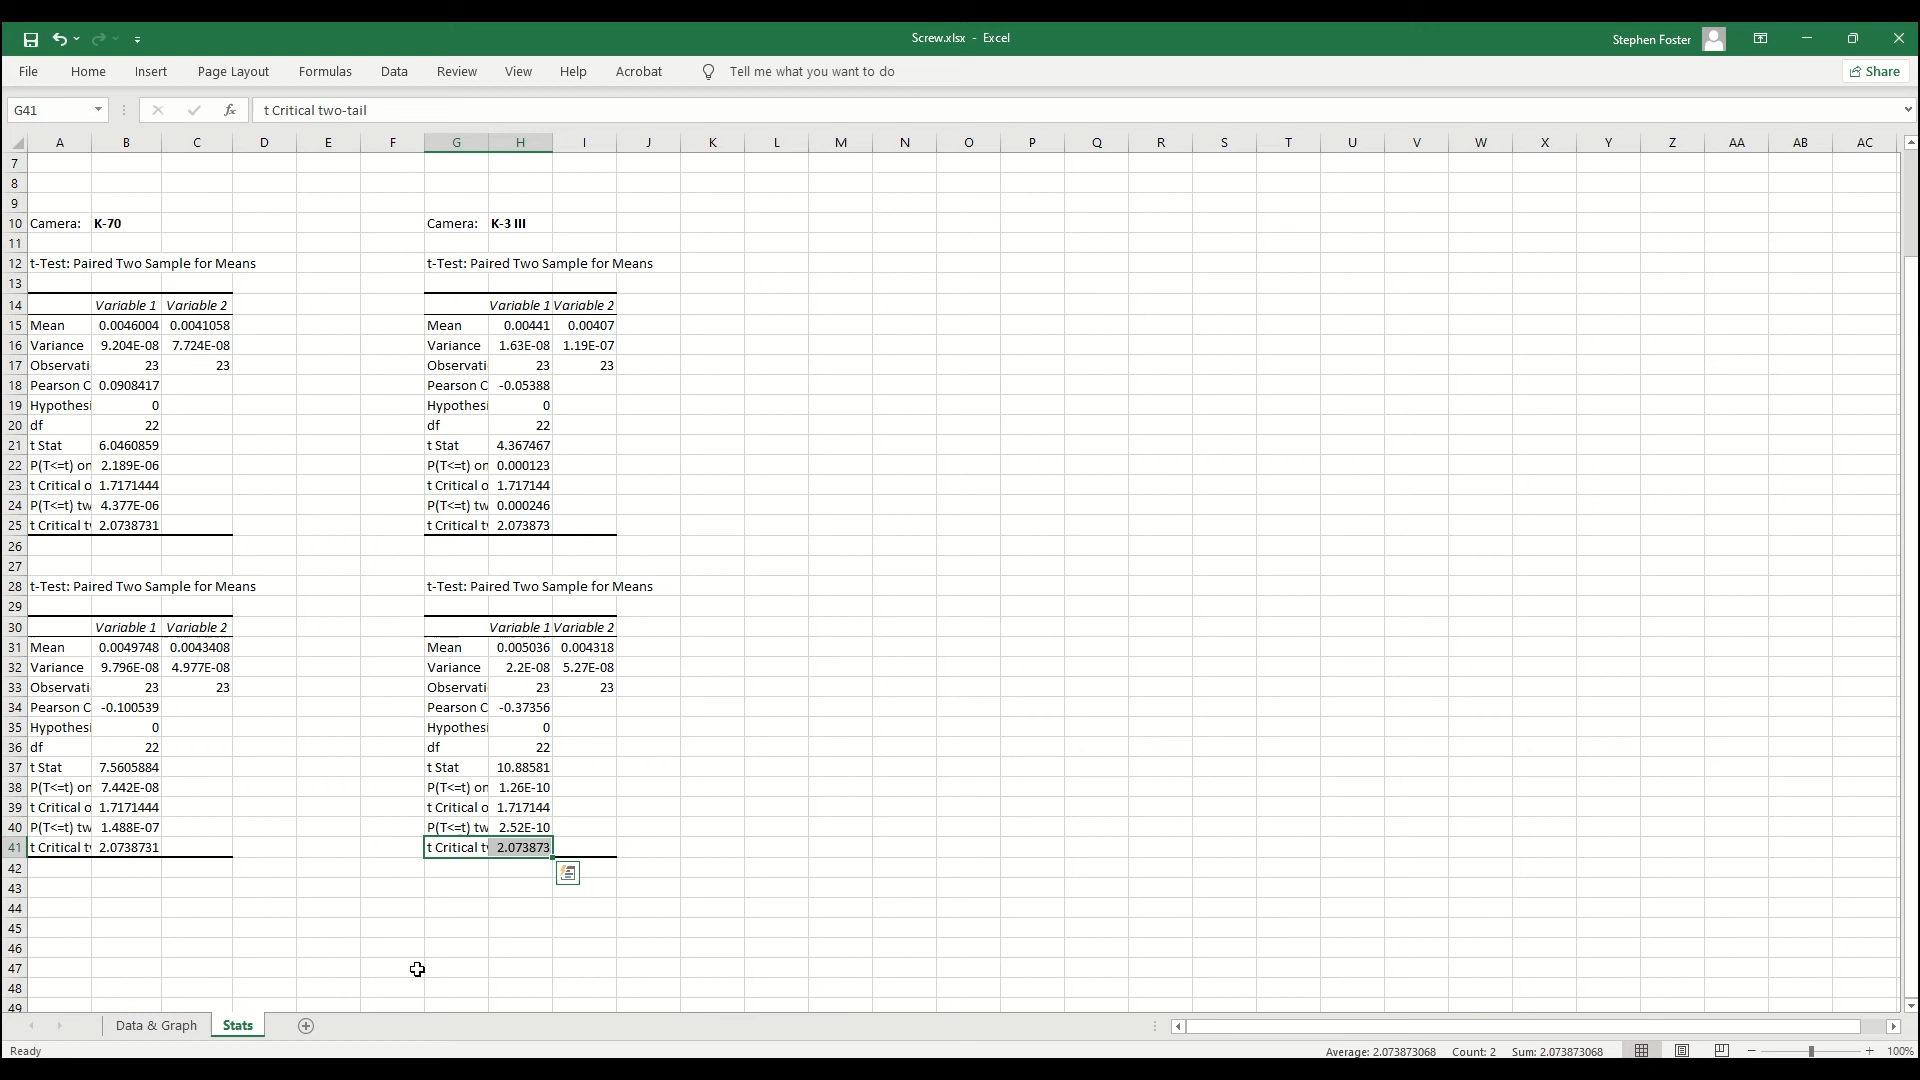 Screw.xlsx - Excel
Stephen Foster
File Home Insert Page Layout Formulas Data Review View Help Acrobat Tell me what you want to do Share
G41 fx t Critical two-tail
A B C D E F G H I J K L M N O P Q R S T U V W X Y Z AA AB AC
7
8
9
10 Camera: K-70 Camera: K-3 III
11
12 t-Test: Paired Two Sample for Means t-Test: Paired Two Sample for Means
13
14 Variable 1 Variable 2 Variable 1 Variable 2
15 Mean 0.0046004 0.0041058 Mean 0.00441 0.00407
16 Variance 9.204E-08 7.724E-08 Variance 1.63E-08 1.19E-07
17 Observati 23 23 Observati 23 23
18 Pearson C 0.0908417 Pearson C -0.05388
19 Hypothesi 0 Hypothesi 0
20 df 22 df 22
21 t Stat 6.0460859 t Stat 4.367467
22 P(T<=t) on 2.189E-06 P(T<=t) on 0.000123
23 t Critical o 1.7171444 t Critical o 1.717144
24 P(T<=t) tw 4.377E-06 P(T<=t) tw 0.000246
25 t Critical tw 2.0738731 t Critical tw 2.073873
26
27
28 t-Test: Paired Two Sample for Means t-Test: Paired Two Sample for Means
29
30 Variable 1 Variable 2 Variable 1 Variable 2
31 Mean 0.0049748 0.0043408 Mean 0.005036 0.004318
32 Variance 9.796E-08 4.977E-08 Variance 2.2E-08 5.27E-08
33 Observati 23 23 Observati 23 23
34 Pearson C -0.100539 Pearson C -0.37356
35 Hypothesi 0 Hypothesi 0
36 df 22 df 22
37 t Stat 7.5605884 t Stat 10.88581
38 P(T<=t) on 7.442E-08 P(T<=t) on 1.26E-10
39 t Critical o 1.7171444 t Critical o 1.717144
40 P(T<=t) tw 1.488E-07 P(T<=t) tw 2.52E-10
41 t Critical tw 2.0738731 t Critical tw 2.073873
42
43
44
45
46
47
48
49
Data & Graph Stats
Ready Average: 2.073873068 Count: 2 Sum: 2.073873068 100%